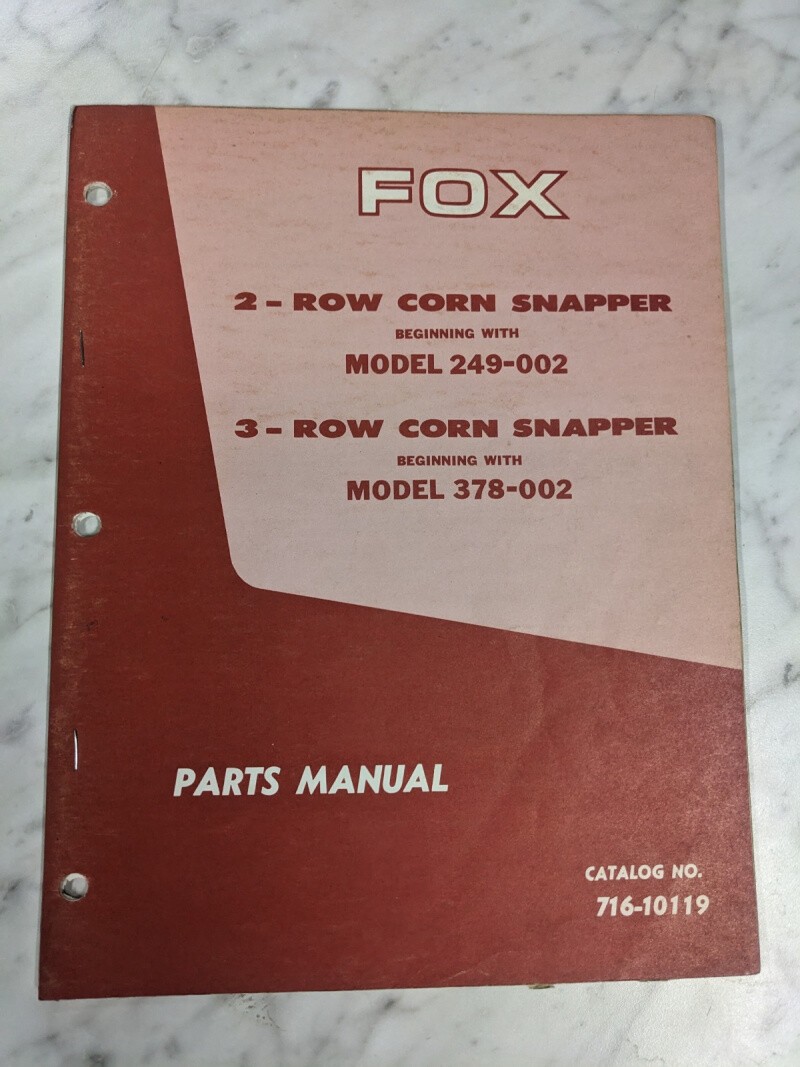 FOX
2 - ROW CORN SNAPPER
BEGINNING WITH
MODEL 249-002
3 - ROW CORN SNAPPER
BEGINNING WITH
MODEL 378-002
PARTS MANUAL
CATALOG NO.
716-10119